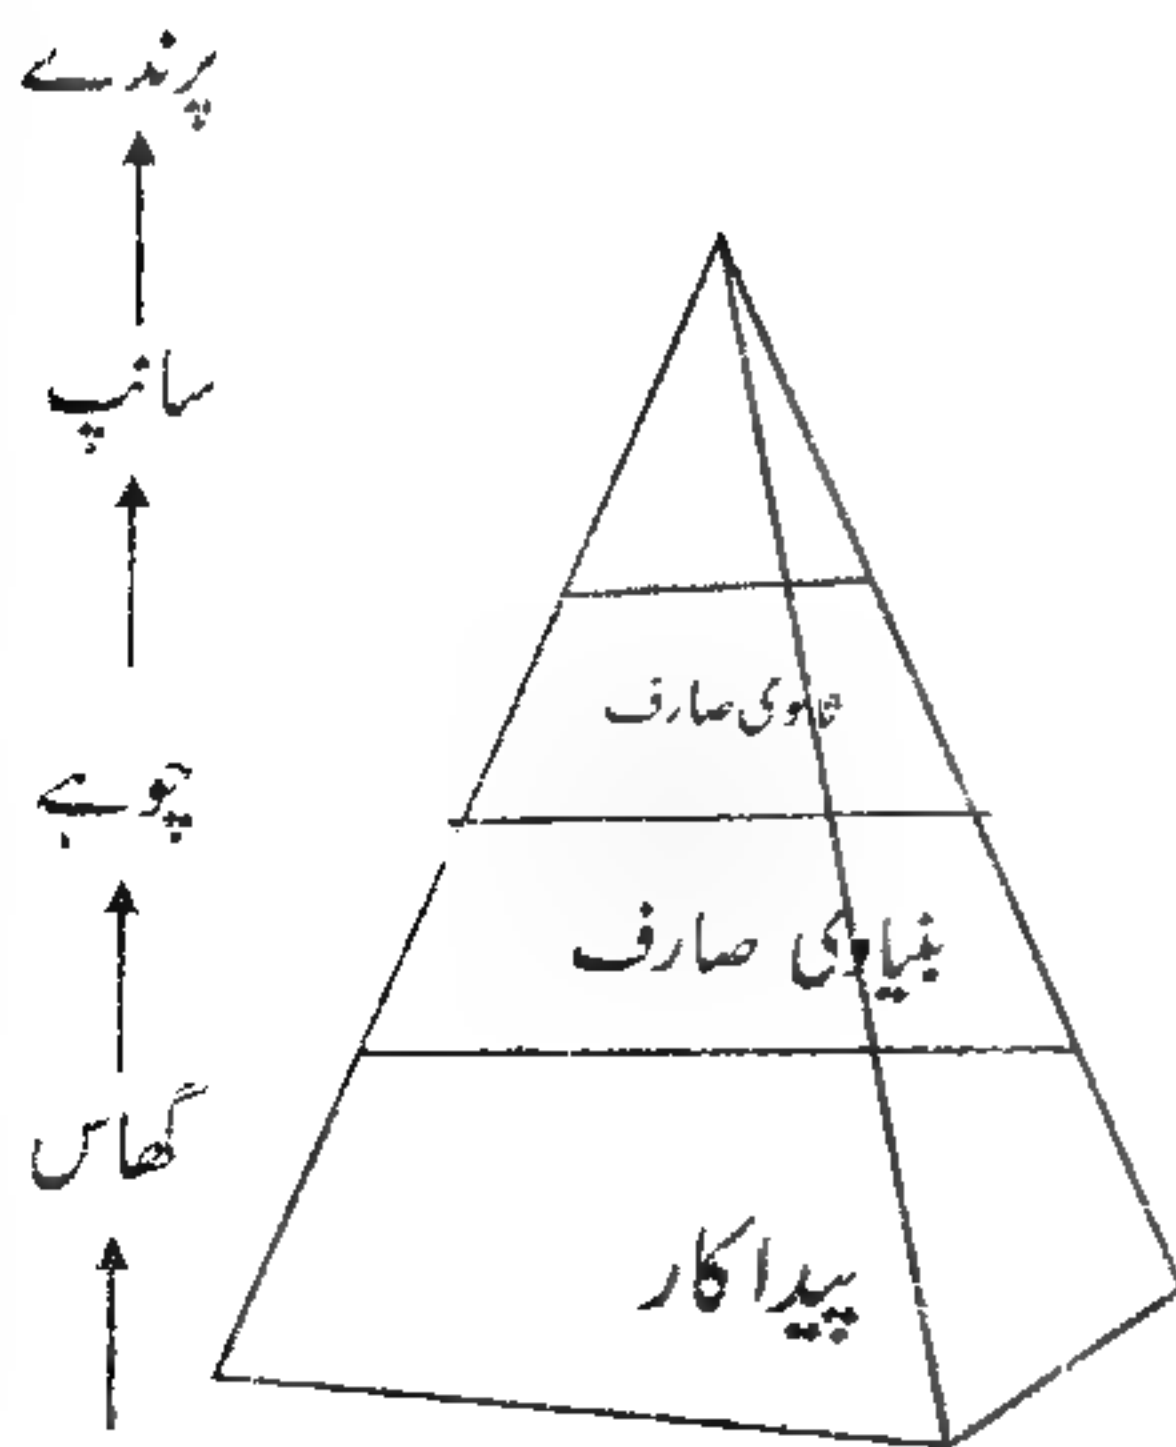 پرندے
سانپ
ثانوی صارف
چوہے
بنیادی صارف
گھاس
پیداکار